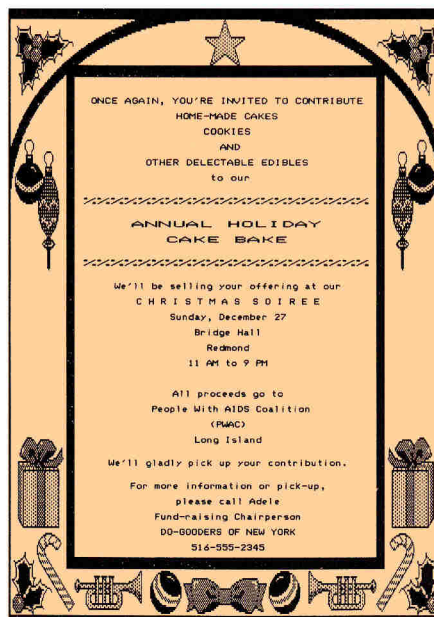 ONCE AGAIN, YOU'RE INVITED TO CONTRIBUTE
HOME-MADE CAKES
COOKIES
AND
OTHER DELECTABLE EDIBLES
to our
ANNUAL HOLIDAY
CAKE BAKE
We'll be selling your offering at our
CHRISTMAS SOIREE
Sunday, December 27
Bridge Hall
Redmond
11 AM to 9 PM
All proceeds go to
People With AIDS Coalition
(PWAC)
Long Island
We'll gladly pick up your contribution.
For more information or pick-up,
please call Adele
Fund-raising Chairperson
DO-GOODERS OF NEW YORK
516-555-2345